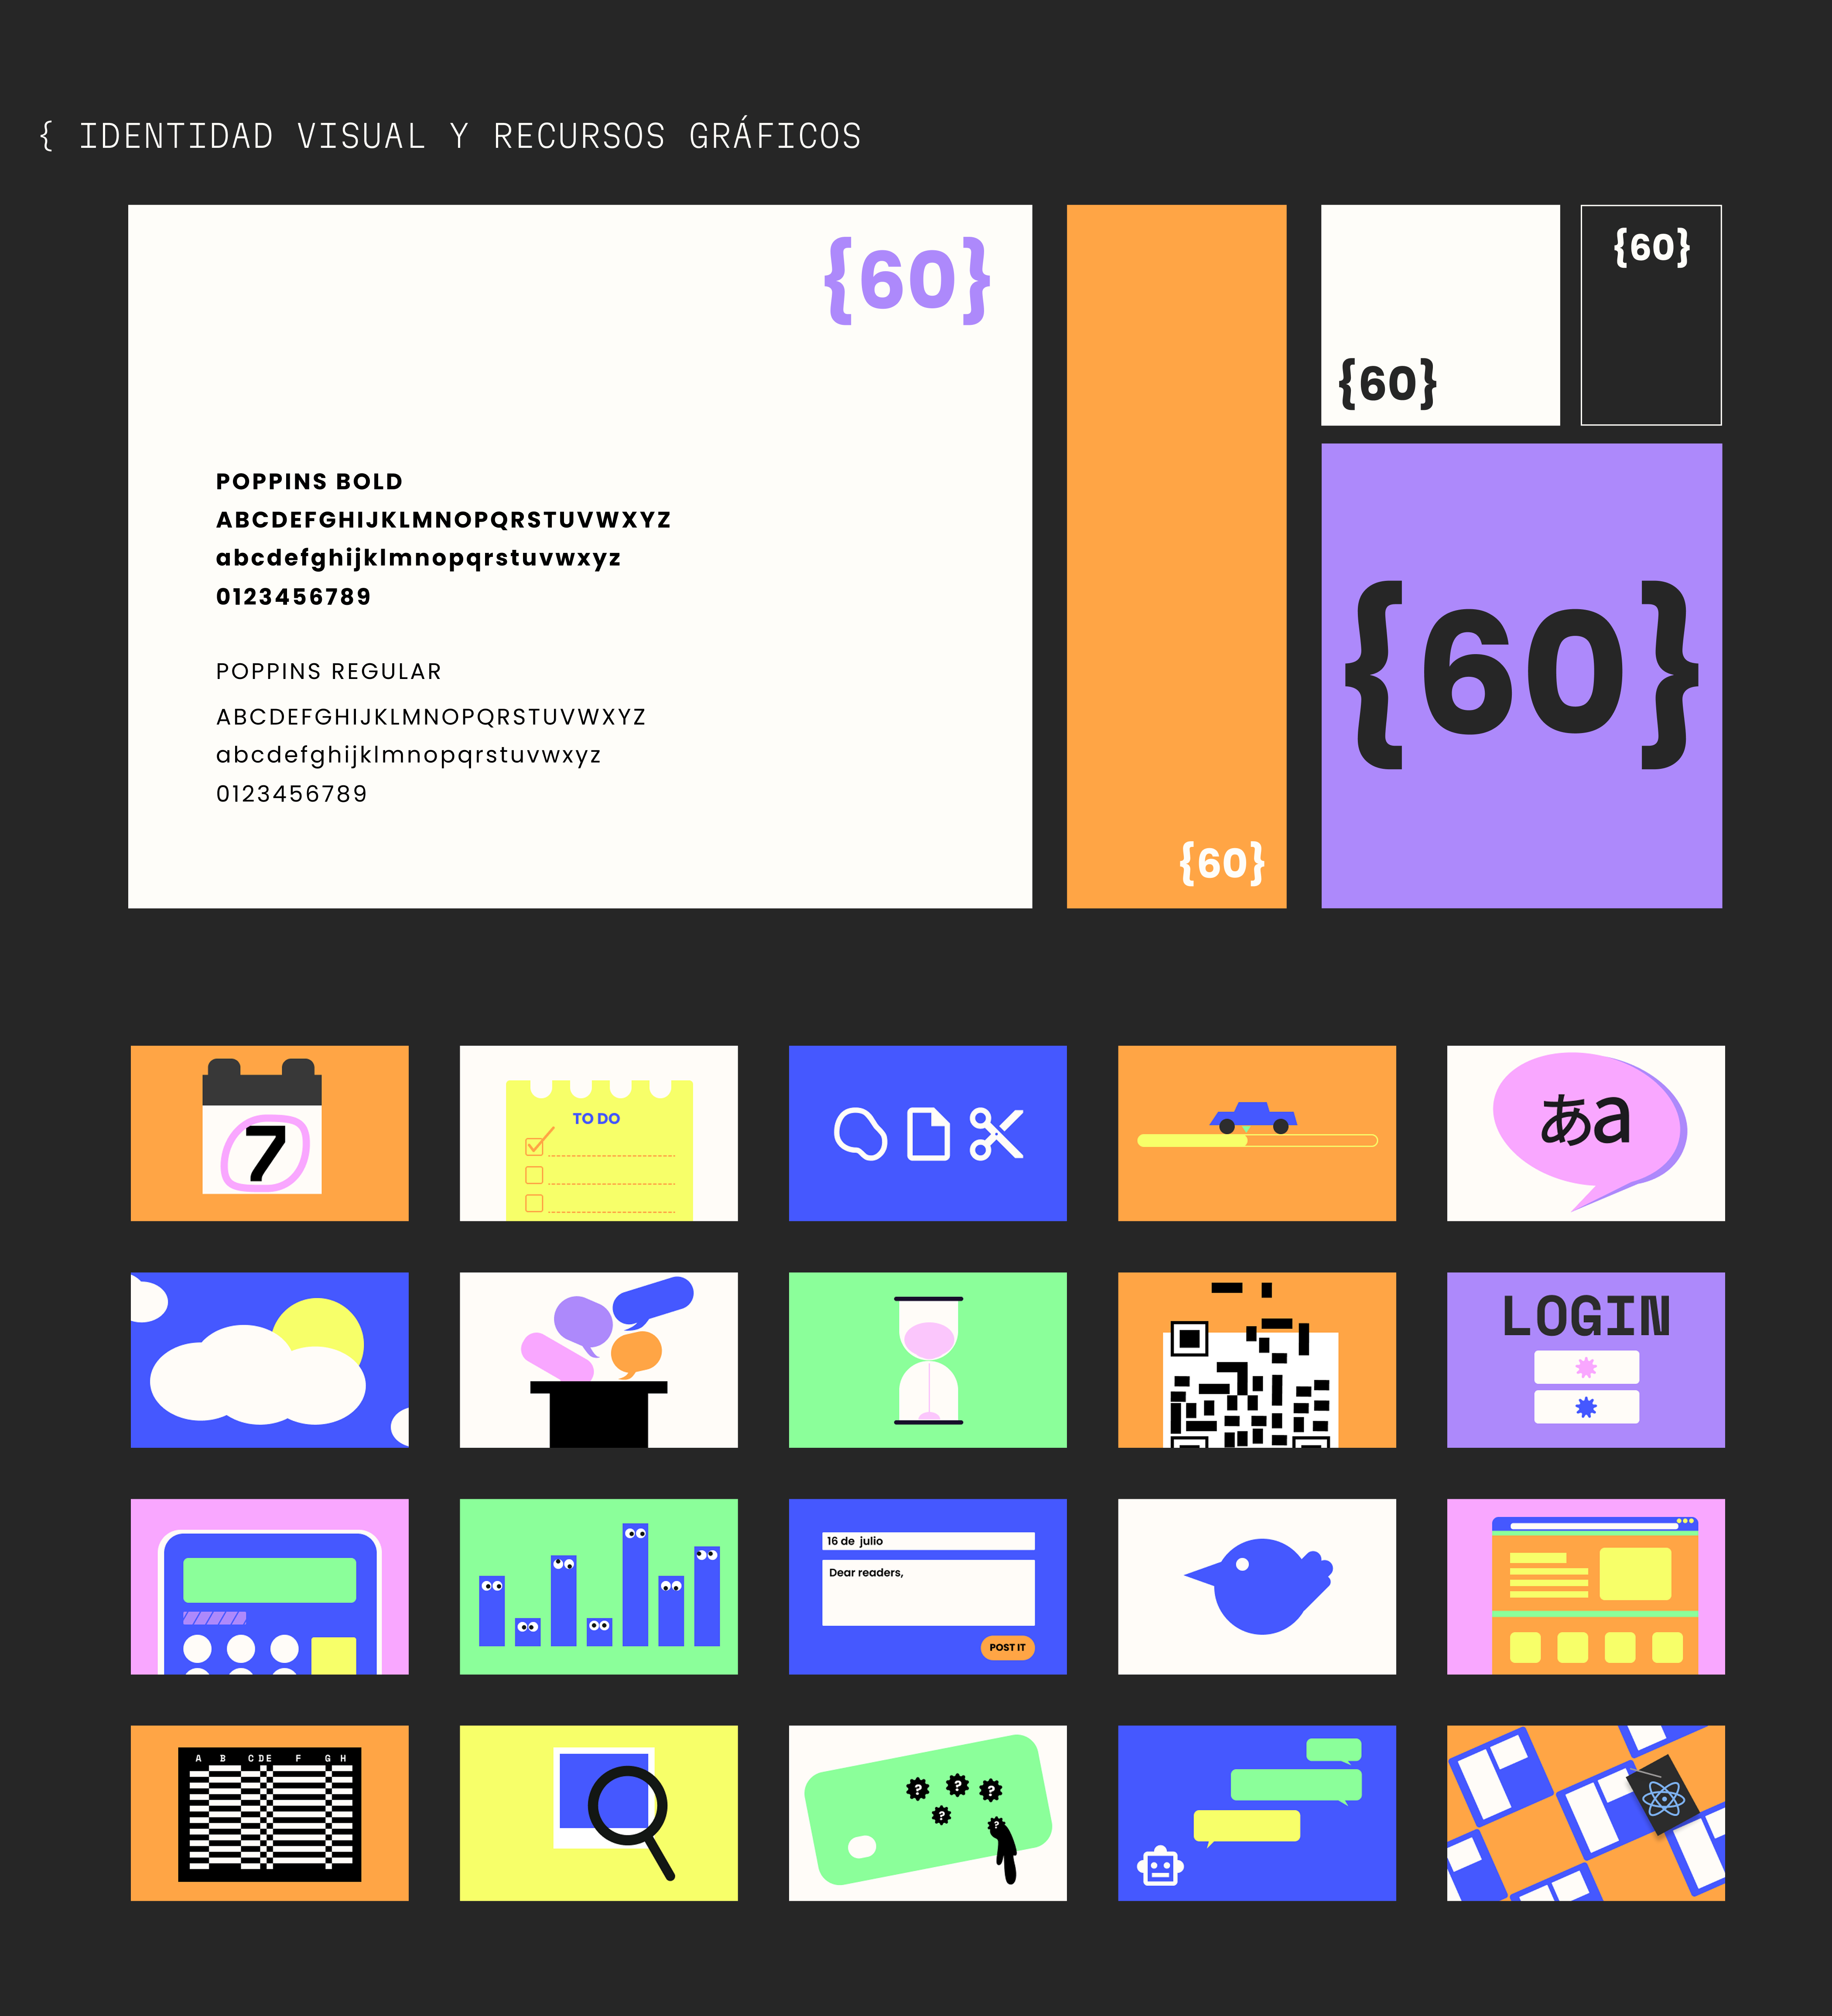 { IDENTIDAD VISUAL Y RECURSOS GRÁFICOS
{60}
POPPINS BOLD
ABCDEFGHIJKLMNOPQRSTUVWXYZ
abcdefghijklmnopqrstuvwxyz
0123456789
POPPINS REGULAR
ABCDEFGHIJKLMNOPQRSTUVWXYZ
abcdefghijklmnopqrstuvwxyz
0123456789
{60}
{60}
{60}
{60}
7
TO DO
あa
LOGIN
16 de julio
Dear readers,
POST IT
A B C D E F G H
? ? ?
? ?